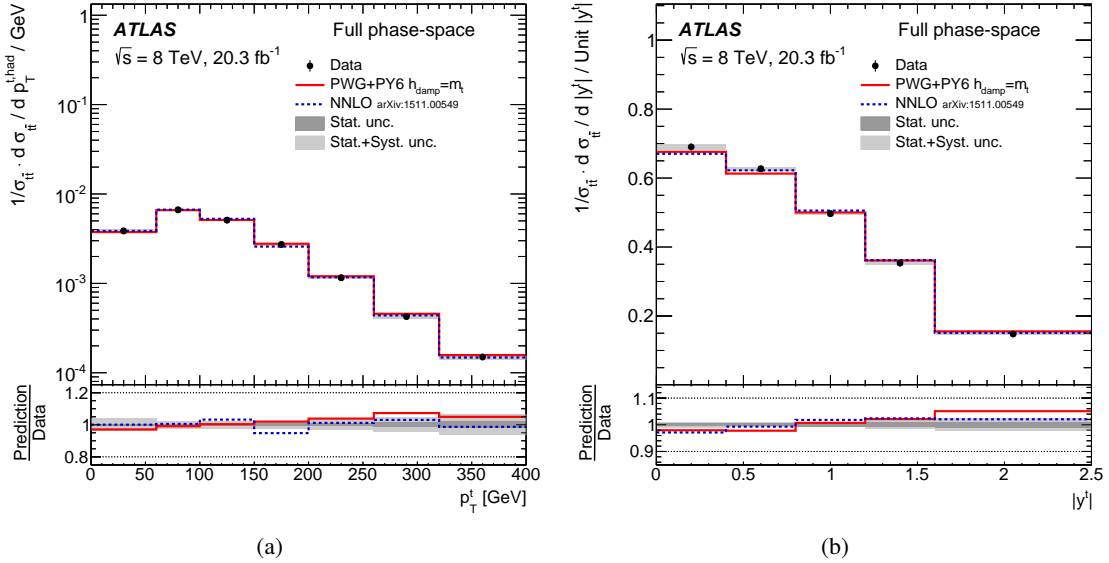 1/σ_tt̄ · d σ_tt̄ / d p_T^{t,had} / GeV
ATLAS Full phase-space
√s = 8 TeV, 20.3 fb⁻¹
Data
PWG+PY6 h_damp=m_t
NNLO arXiv:1511.00549
Stat. unc.
Stat.+Syst. unc.
1
10⁻¹
10⁻²
10⁻³
10⁻⁴
Prediction
Data
1.2
1.0
0.8
0 50 100 150 200 250 300 350 400
p_T^t [GeV]
(a)
1/σ_tt̄ · d σ_tt̄ / d |y^t| / Unit |y^t|
ATLAS Full phase-space
√s = 8 TeV, 20.3 fb⁻¹
Data
PWG+PY6 h_damp=m_t
NNLO arXiv:1511.00549
Stat. unc.
Stat.+Syst. unc.
1.0
0.8
0.6
0.4
0.2
Prediction
Data
1.1
1
0.9
0 0.5 1.0 1.5 2.0 2.5
|y^t|
(b)